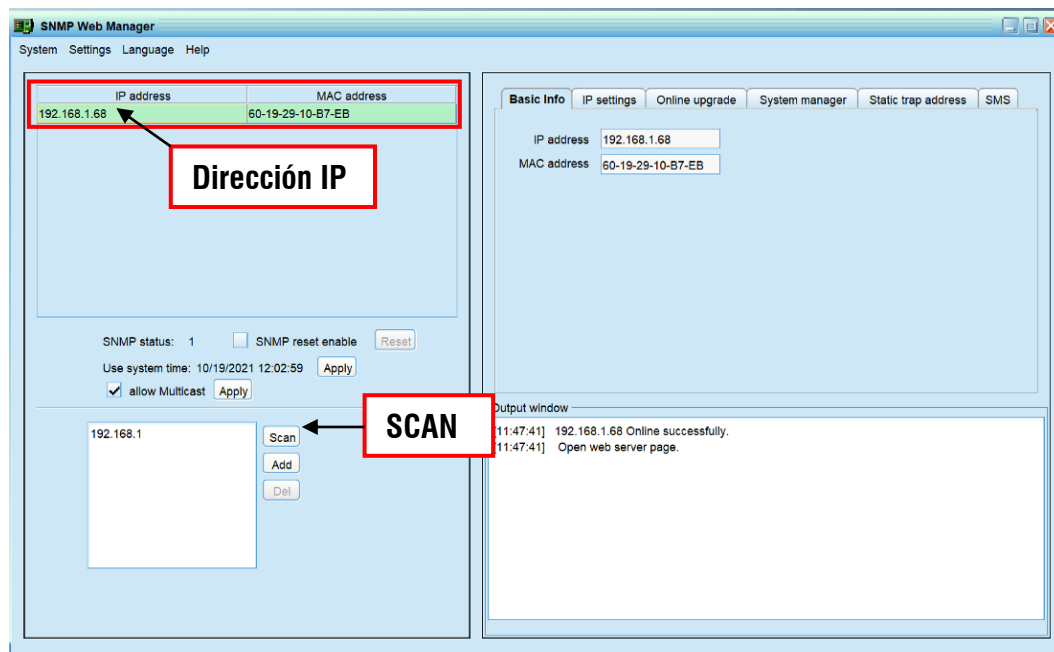 SNMP Web Manager
System Settings Language Help
IP address MAC address
192.168.1.68 60-19-29-10-B7-EB
Dirección IP
SNMP status: 1 SNMP reset enable Reset
Use system time: 10/19/2021 12:02:59 Apply
allow Multicast Apply
192.168.1
Scan
SCAN
Add
Del
Basic Info IP settings Online upgrade System manager Static trap address SMS
IP address 192.168.1.68
MAC address 60-19-29-10-B7-EB
Output window
[11:47:41] 192.168.1.68 Online successfully.
[11:47:41] Open web server page.